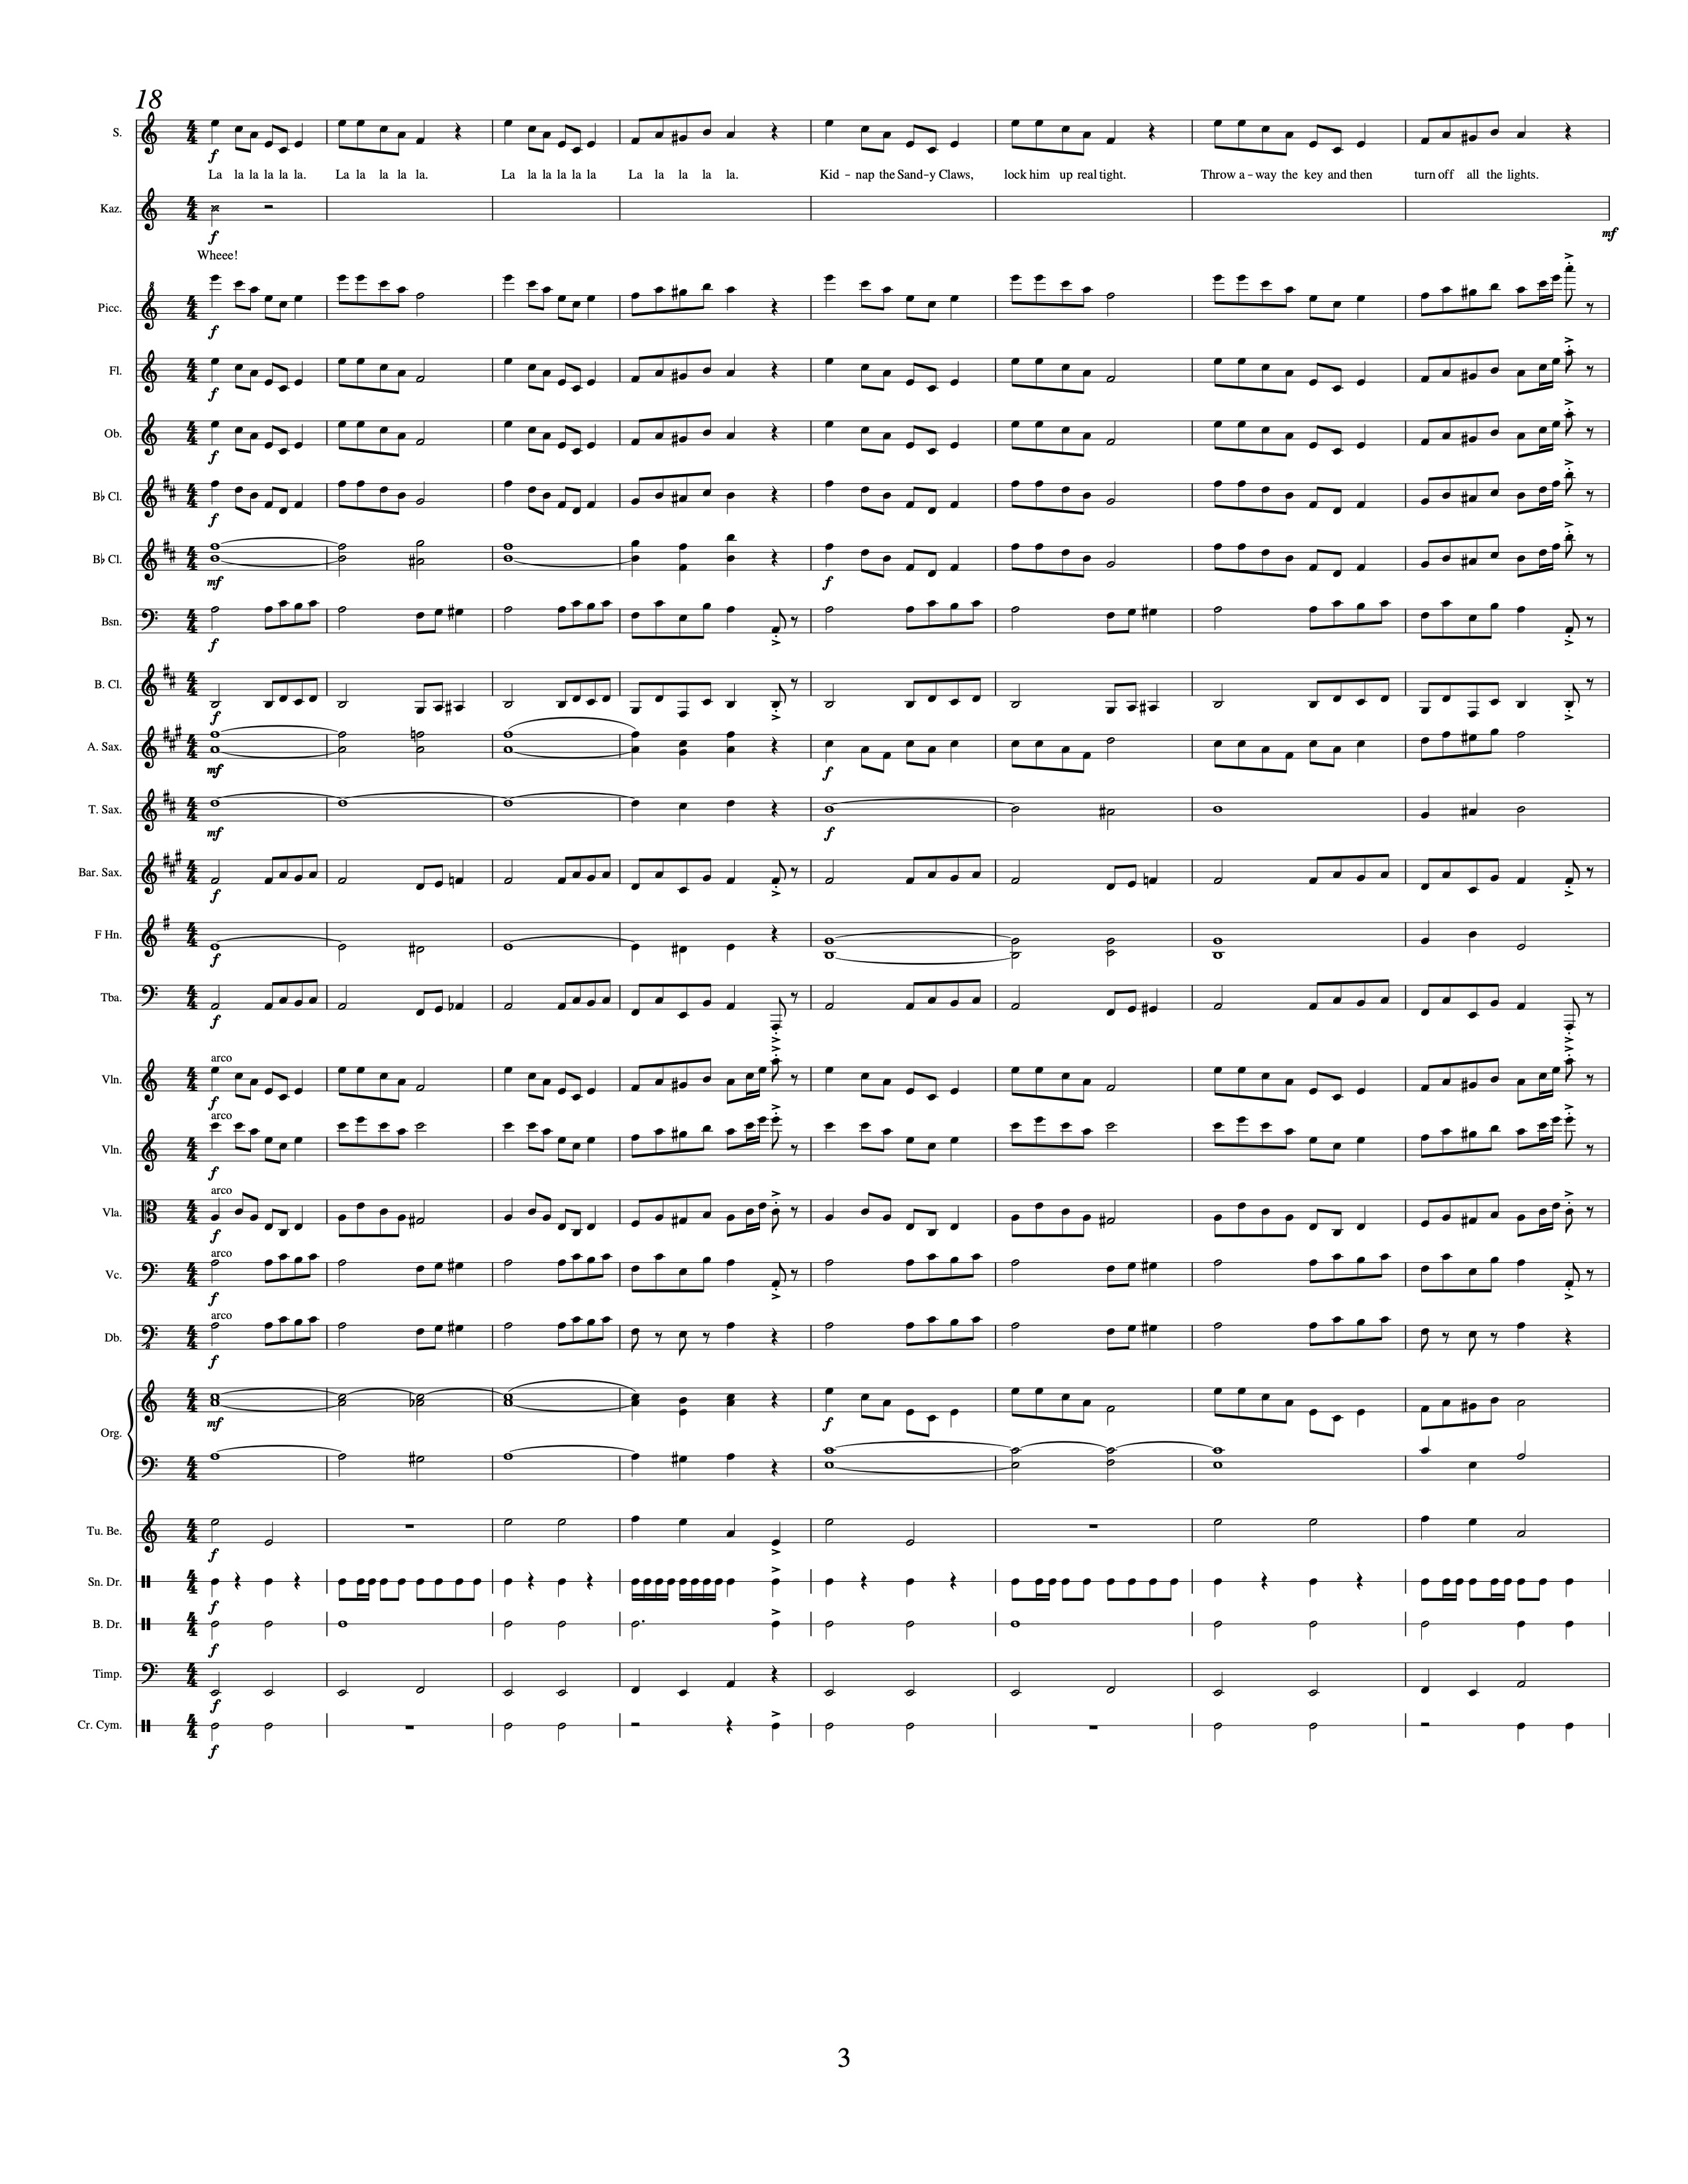 18
S.
f
La la la la la la. La la la la la. La la la la la la La la la la la. Kid - nap the Sand-y Claws, lock him up real tight. Throw a - way the key and then turn off all the lights.
Kaz.
f
mf
Wheee!
Picc.
f
Fl.
f
Ob.
f
B♭ Cl.
f
B♭ Cl.
mf
f
Bsn.
f
B. Cl.
f
A. Sax.
mf
f
T. Sax.
mf
f
Bar. Sax.
f
F Hn.
f
Tba.
f
arco
Vln.
f
arco
Vln.
f
arco
Vla.
f
arco
Vc.
f
arco
Db.
f
mf
f
Org.
Tu. Be.
f
Sn. Dr.
f
B. Dr.
f
Timp.
f
Cr. Cym.
f
3